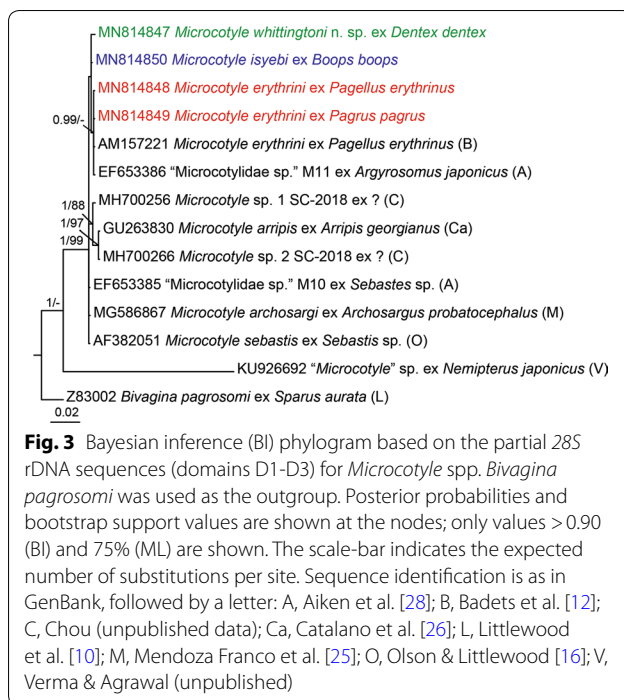 MN814847 Microcotyle whittingtoni n. sp. ex Dentex dentex
MN814850 Microcotyle isyebi ex Boops boops
MN814848 Microcotyle erythrini ex Pagellus erythrinus
MN814849 Microcotyle erythrini ex Pagrus pagrus
0.99/-
AM157221 Microcotyle erythrini ex Pagellus erythrinus (B)
EF653386 “Microcotylidae sp.” M11 ex Argyrosomus japonicus (A)
MH700256 Microcotyle sp. 1 SC-2018 ex ? (C)
1/88
1/97
GU263830 Microcotyle arripis ex Arripis georgianus (Ca)
1/99
MH700266 Microcotyle sp. 2 SC-2018 ex ? (C)
EF653385 “Microcotylidae sp.” M10 ex Sebastes sp. (A)
1/-
MG586867 Microcotyle archosargi ex Archosargus probatocephalus (M)
AF382051 Microcotyle sebastis ex Sebastis sp. (O)
KU926692 “Microcotyle” sp. ex Nemipterus japonicus (V)
Z83002 Bivagina pagrosomi ex Sparus aurata (L)
0.02
Fig. 3 Bayesian inference (BI) phylogram based on the partial 28S
rDNA sequences (domains D1-D3) for Microcotyle spp. Bivagina
pagrosomi was used as the outgroup. Posterior probabilities and
bootstrap support values are shown at the nodes; only values > 0.90
(BI) and 75% (ML) are shown. The scale-bar indicates the expected
number of substitutions per site. Sequence identification is as in
GenBank, followed by a letter: A, Aiken et al. [28]; B, Badets et al. [12];
C, Chou (unpublished data); Ca, Catalano et al. [26]; L, Littlewood
et al. [10]; M, Mendoza Franco et al. [25]; O, Olson & Littlewood [16]; V,
Verma & Agrawal (unpublished)